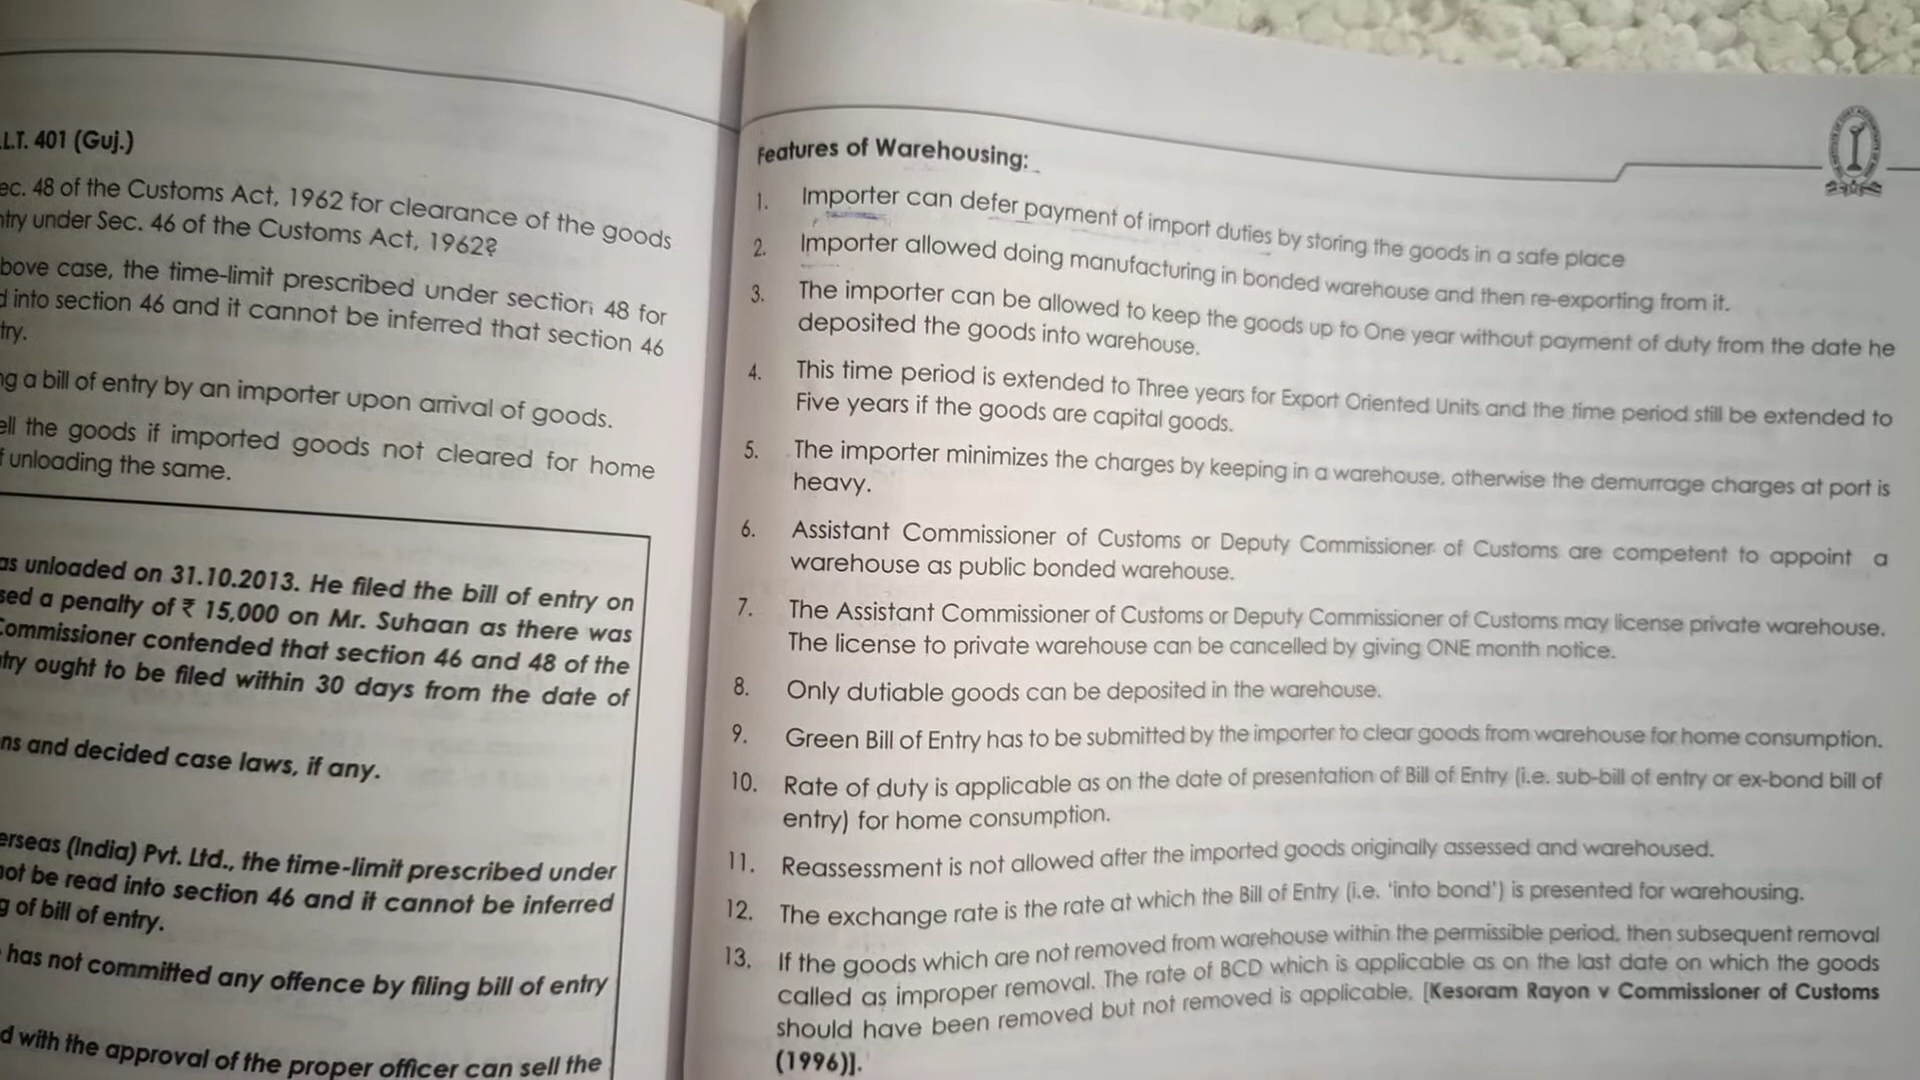 L.T. 401 (Guj.)
ec. 48 of the Customs Act, 1962 for clearance of the goods
ntry under Sec. 46 of the Customs Act, 1962?
bove case, the time-limit prescribed under section 48 for
d into section 46 and it cannot be inferred that section 46
try.
ng a bill of entry by an importer upon arrival of goods.
ell the goods if imported goods not cleared for home
f unloading the same.
as unloaded on 31.10.2013. He filed the bill of entry on
sed a penalty of ₹ 15,000 on Mr. Suhaan as there was
Commissioner contended that section 46 and 48 of the
ntry ought to be filed within 30 days from the date of
ns and decided case laws, if any.
erseas (India) Pvt. Ltd., the time-limit prescribed under
not be read into section 46 and it cannot be inferred
g of bill of entry.
has not committed any offence by filing bill of entry
d with the approval of the proper officer can sell the
Features of Warehousing:
1. Importer can defer payment of import duties by storing the goods in a safe place
2. Importer allowed doing manufacturing in bonded warehouse and then re-exporting from it.
3. The importer can be allowed to keep the goods up to One year without payment of duty from the date he
deposited the goods into warehouse.
4. This time period is extended to Three years for Export Oriented Units and the time period still be extended to
Five years if the goods are capital goods.
5. The importer minimizes the charges by keeping in a warehouse, otherwise the demurrage charges at port is
heavy.
6. Assistant Commissioner of Customs or Deputy Commissioner of Customs are competent to appoint a
warehouse as public bonded warehouse.
7. The Assistant Commissioner of Customs or Deputy Commissioner of Customs may license private warehouse.
The license to private warehouse can be cancelled by giving ONE month notice.
8. Only dutiable goods can be deposited in the warehouse.
9. Green Bill of Entry has to be submitted by the importer to clear goods from warehouse for home consumption.
10. Rate of duty is applicable as on the date of presentation of Bill of Entry (i.e. sub-bill of entry or ex-bond bill of
entry) for home consumption.
11. Reassessment is not allowed after the imported goods originally assessed and warehoused.
12. The exchange rate is the rate at which the Bill of Entry (i.e. 'into bond') is presented for warehousing.
13. If the goods which are not removed from warehouse within the permissible period, then subsequent removal
called as improper removal. The rate of BCD which is applicable as on the last date on which the goods
should have been removed but not removed is applicable. [Kesoram Rayon v Commissioner of Customs
(1996)].